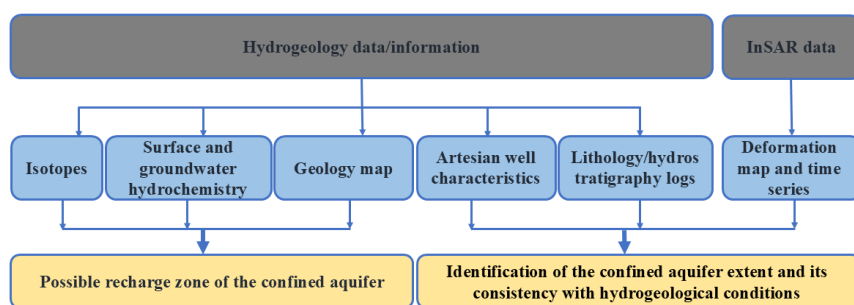 Hydrogeology data/information
InSAR data
Isotopes
Surface and
groundwater
hydrochemistry
Geology map
Artesian well
characteristics
Lithology/hydros
tratigraphy logs
Deformation
map and time
series
Possible recharge zone of the confined aquifer
Identification of the confined aquifer extent and its
consistency with hydrogeological conditions